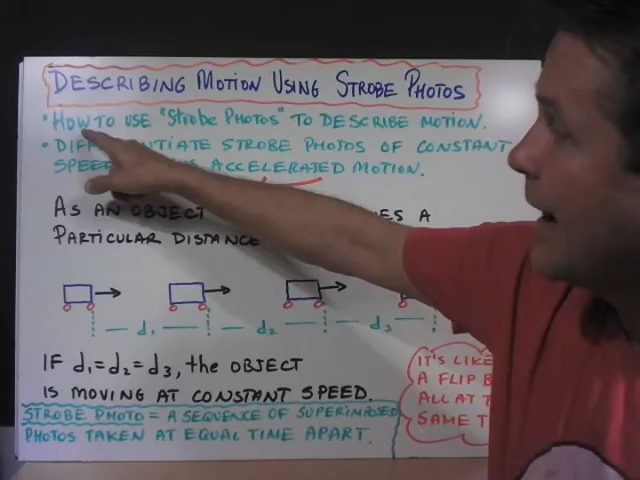 DESCRIBING MOTION USING STROBE PHOTOS
• HOW TO USE "STROBE PHOTOS" TO DESCRIBE MOTION.
• DIFFERENTIATE STROBE PHOTOS OF CONSTANT
SPEED ACCELERATED MOTION.
AS AN OBJECT A
PARTICULAR DISTANCE
d₁ d₂ d₃
IF d₁=d₂=d₃, THE OBJECT
IS MOVING AT CONSTANT SPEED.
IT'S LIKE
A FLIP
ALL AT
SAME
STROBE PHOTO = A SEQUENCE OF SUPERIMPOSED
PHOTOS TAKEN AT EQUAL TIME APART.